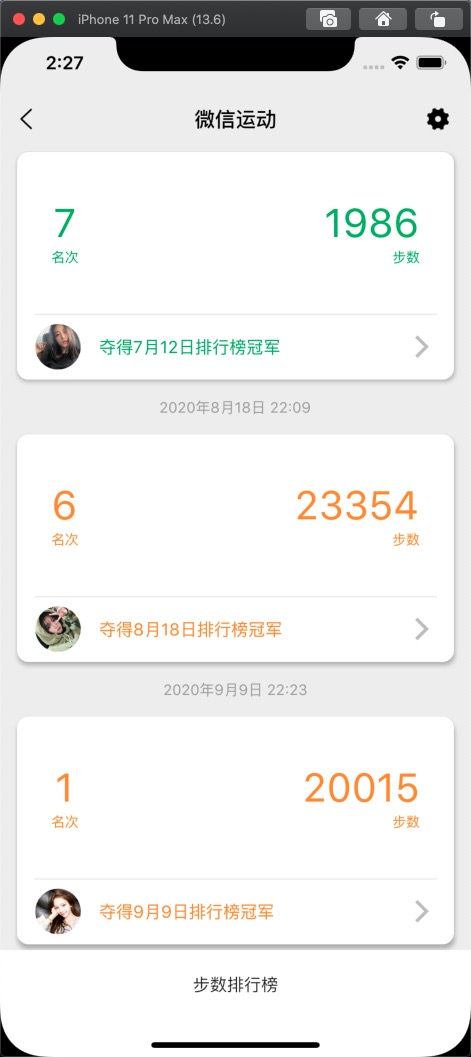 iPhone 11 Pro Max (13.6)
2:27
微信运动
7 1986
名次 步数
夺得7月12日排行榜冠军
2020年8月18日 22:09
6 23354
名次 步数
夺得8月18日排行榜冠军
2020年9月9日 22:23
1 20015
名次 步数
夺得9月9日排行榜冠军
步数排行榜